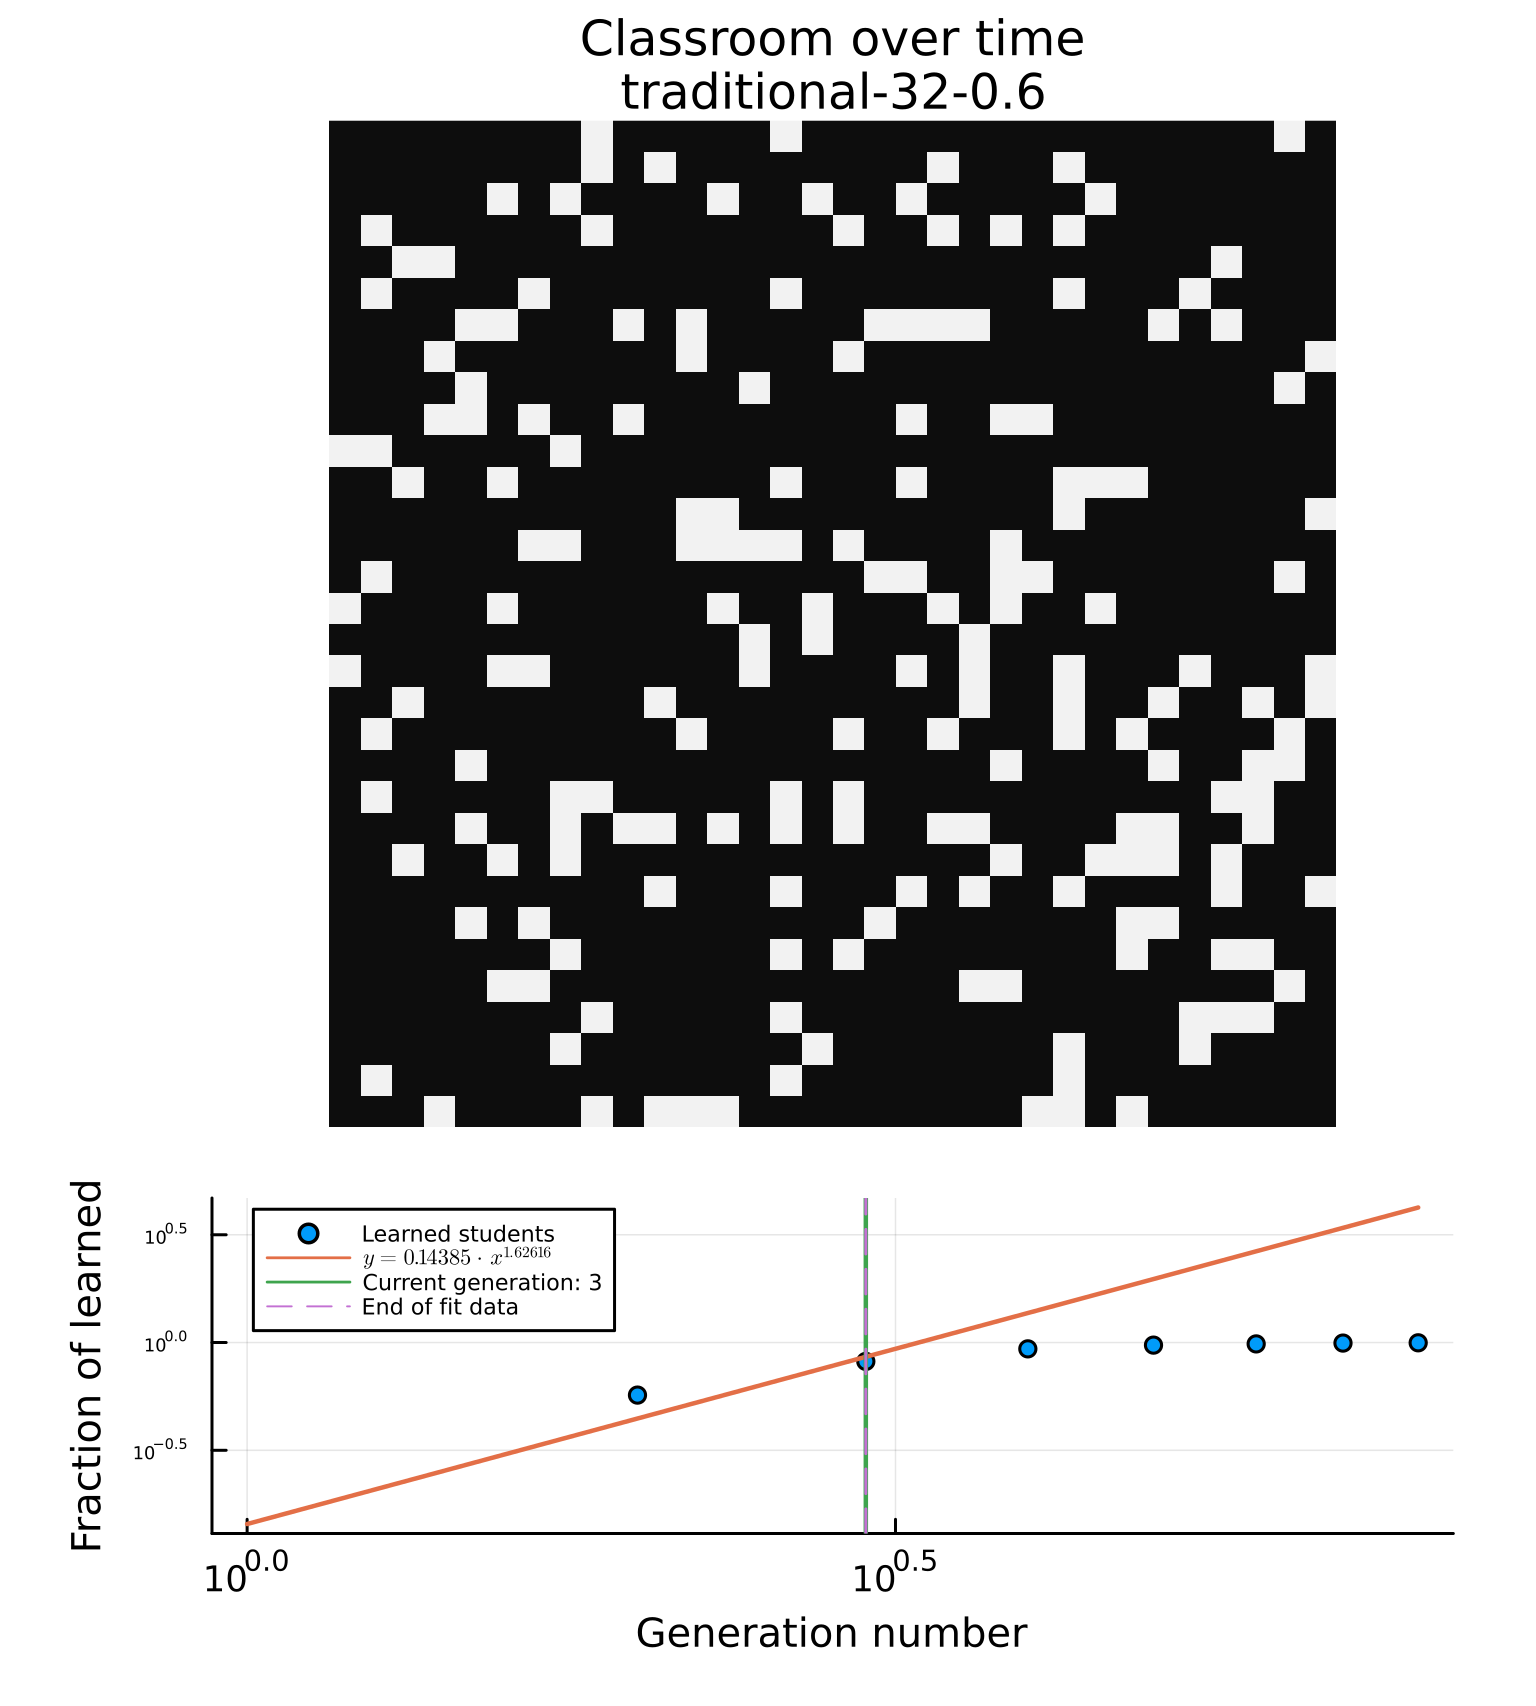 Classroom over time
traditional-32-0.6
Fraction of learned
10^0.5
10^0.0
10^−0.5
Learned students
y = 0.14385 · x^1.62616
Current generation: 3
End of fit data
10^0.0
10^0.5
Generation number